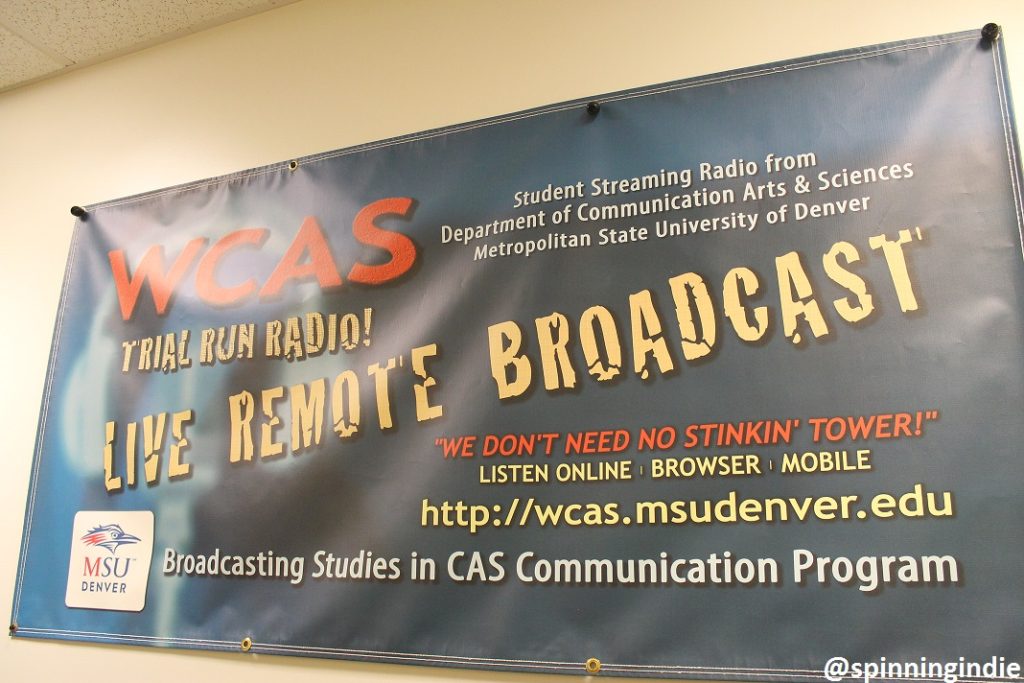 Student Streaming Radio from
Department of Communication Arts & Sciences
Metropolitan State University of Denver
WCAS
TRIAL RUN RADIO!
LIVE REMOTE BROADCAST
"WE DON'T NEED NO STINKIN' TOWER!"
LISTEN ONLINE | BROWSER | MOBILE
http://wcas.msudenver.edu
MSU
DENVER
Broadcasting Studies in CAS Communication Program
@spinningindie